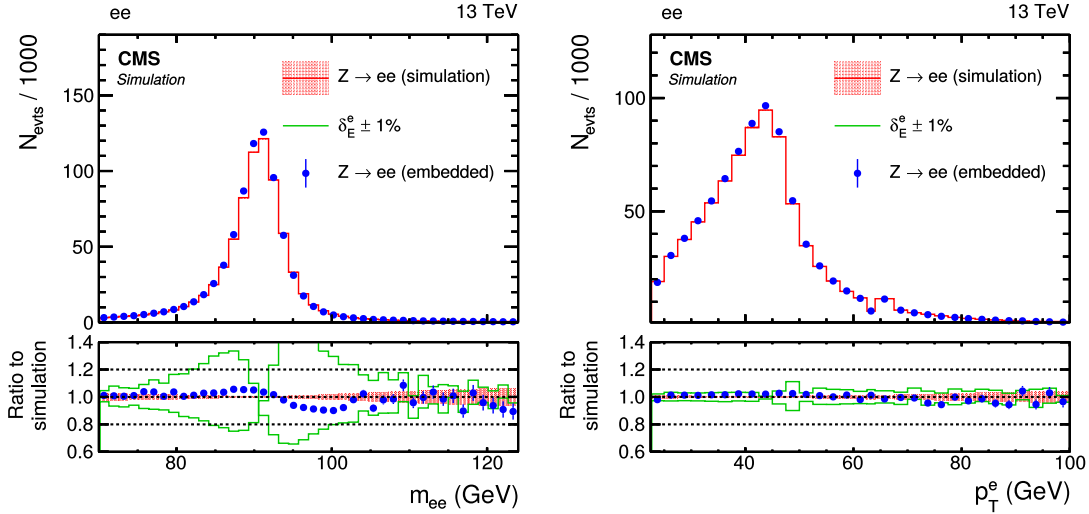 ee 13 TeV
CMS
Simulation
Z → ee (simulation)
δ_E^e ± 1%
Z → ee (embedded)
N_evts / 1000
150
100
50
0
Ratio to
simulation
1.4
1.2
1.0
0.8
0.6
80 100 120
m_ee (GeV)
ee 13 TeV
CMS
Simulation
Z → ee (simulation)
δ_E^e ± 1%
Z → ee (embedded)
N_evts / 1000
100
50
Ratio to
simulation
1.4
1.2
1.0
0.8
0.6
40 60 80 100
p_T^e (GeV)